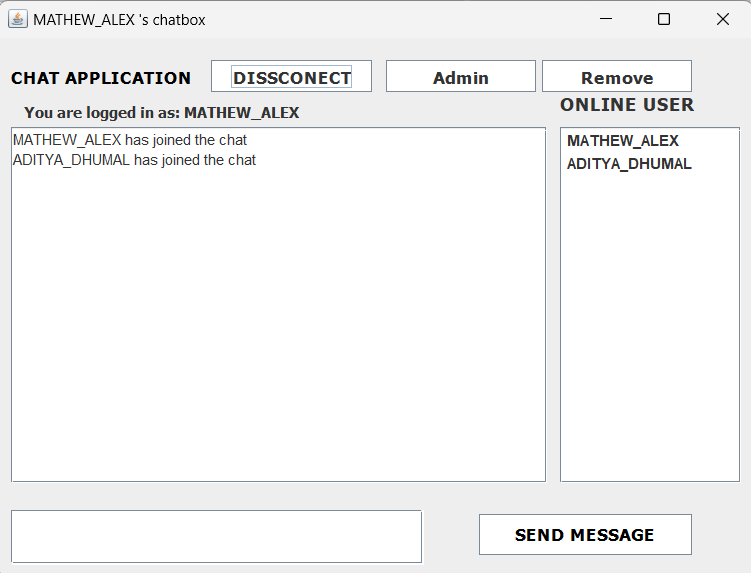 MATHEW_ALEX 's chatbox
CHAT APPLICATION DISSCONECT Admin Remove
You are logged in as: MATHEW_ALEX
ONLINE USER
MATHEW_ALEX has joined the chat
ADITYA_DHUMAL has joined the chat
MATHEW_ALEX
ADITYA_DHUMAL
SEND MESSAGE